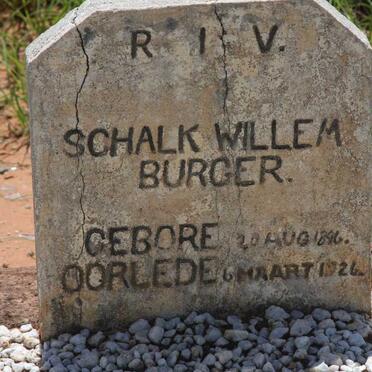 R I V.
SCHALK WILLEM
BURGER.
GEBORE 20 AUG 1896.
OORLEDE 6 MAART 1926.